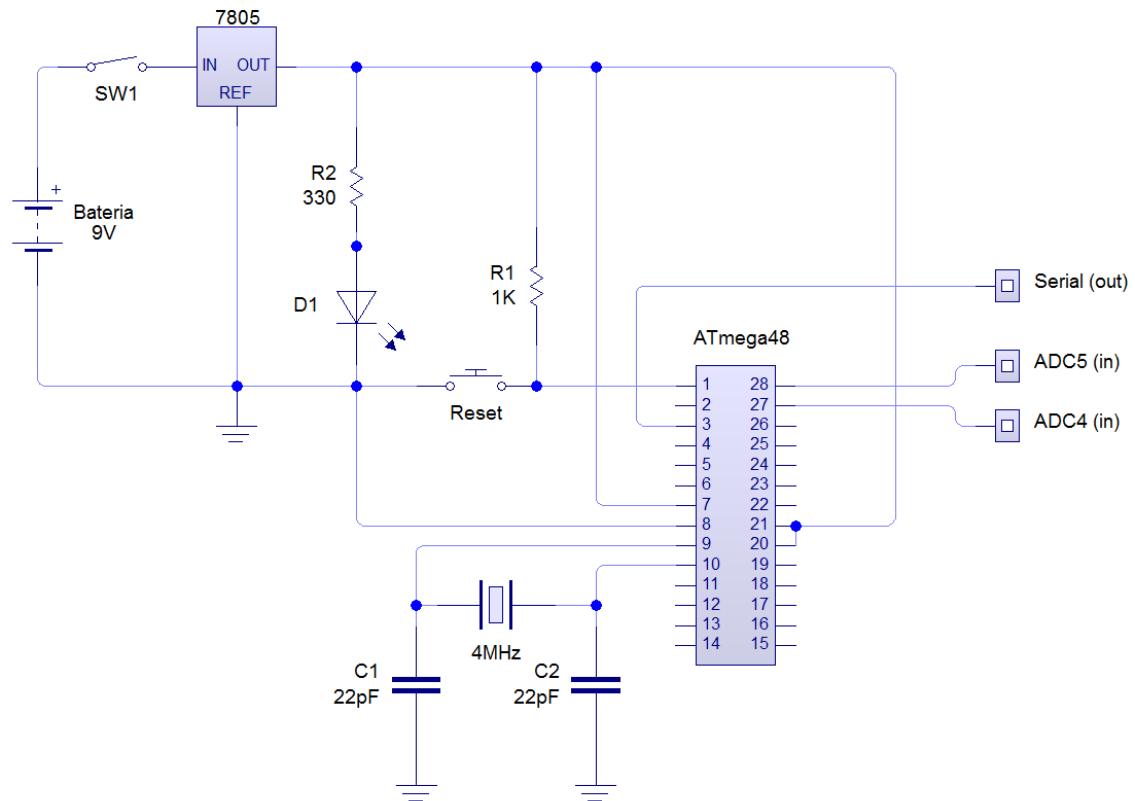 7805
IN OUT
REF
SW1
+
Bateria
9V
R2
330
D1
R1
1K
Reset
Serial (out)
ADC5 (in)
ADC4 (in)
ATmega48
1 28
2 27
3 26
4 25
5 24
6 23
7 22
8 21
9 20
10 19
11 18
12 17
13 16
14 15
4MHz
C1
22pF
C2
22pF